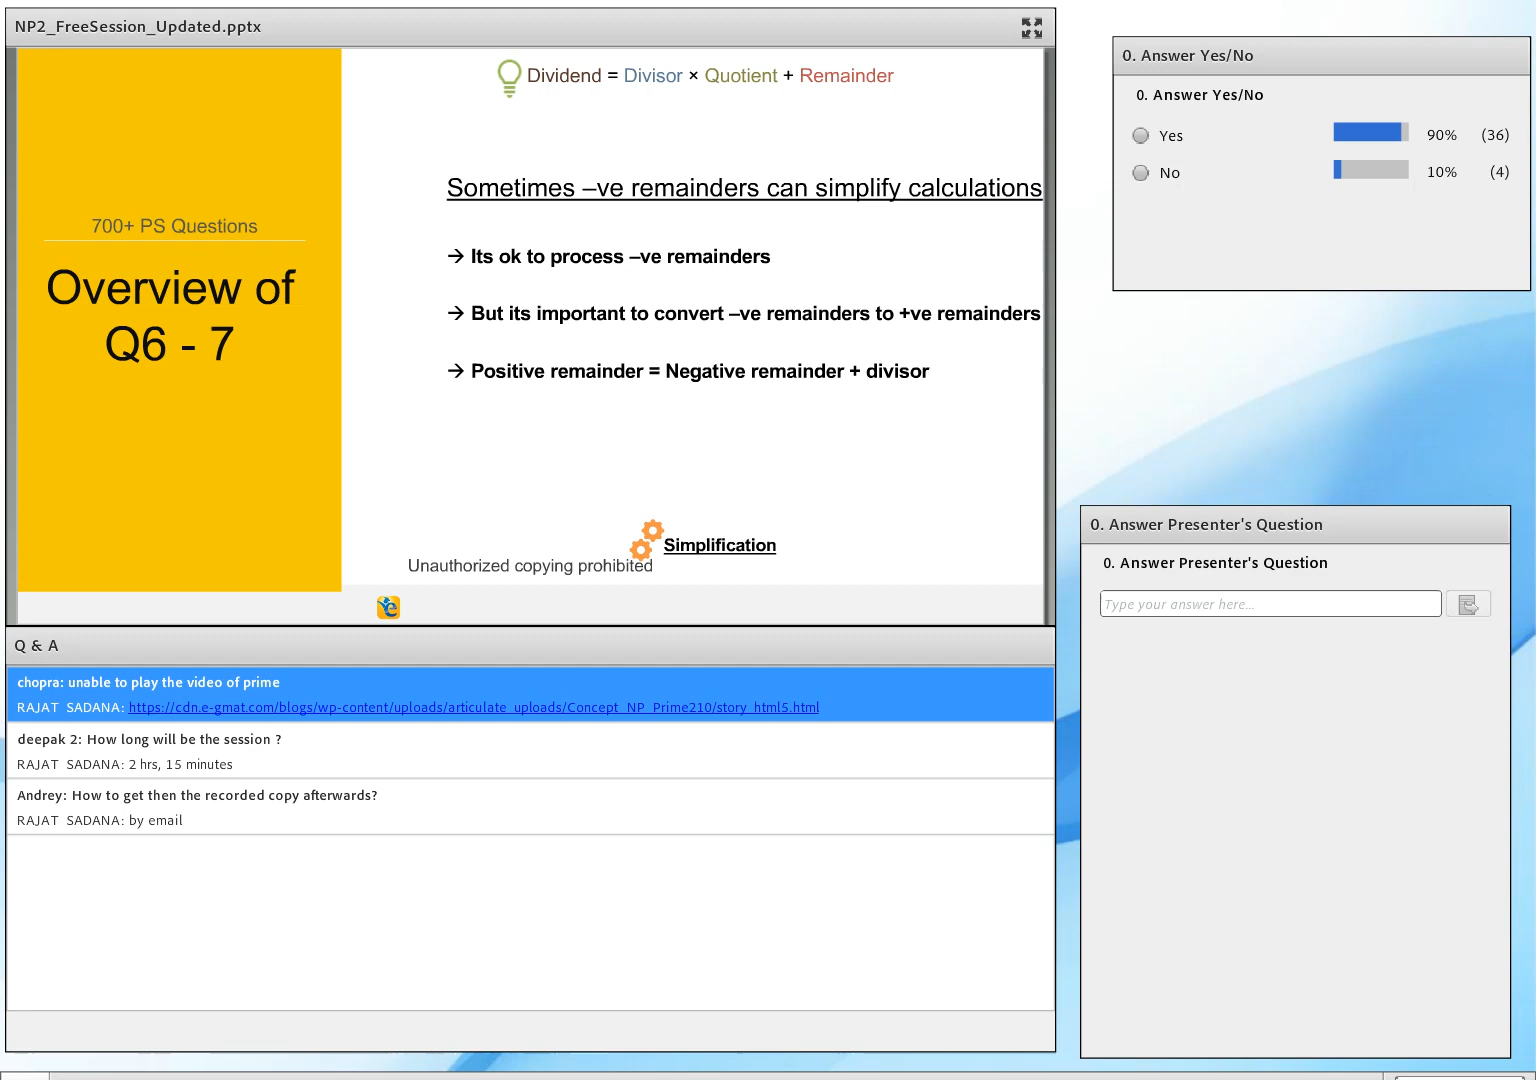 NP2_FreeSession_Updated.pptx
Dividend = Divisor × Quotient + Remainder
700+ PS Questions
Overview of
Q6 - 7
Sometimes –ve remainders can simplify calculations
→ Its ok to process –ve remainders
→ But its important to convert –ve remainders to +ve remainders
→ Positive remainder = Negative remainder + divisor
Simplification
Unauthorized copying prohibited
Q & A
chopra: unable to play the video of prime
RAJAT SADANA: https://cdn.e-gmat.com/blogs/wp-content/uploads/articulate_uploads/Concept_NP_Prime210/story_html5.html
deepak 2: How long will be the session ?
RAJAT SADANA: 2 hrs, 15 minutes
Andrey: How to get then the recorded copy afterwards?
RAJAT SADANA: by email
0. Answer Yes/No
0. Answer Yes/No
Yes 90% (36)
No 10% (4)
0. Answer Presenter's Question
0. Answer Presenter's Question
Type your answer here...